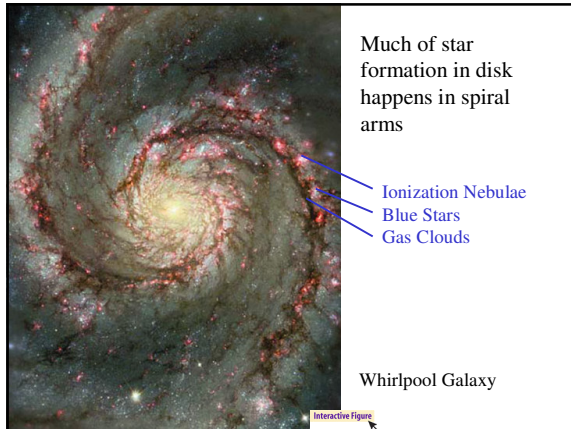 Much of star
formation in disk
happens in spiral
arms
Ionization Nebulae
Blue Stars
Gas Clouds
Whirlpool Galaxy
Interactive Figure